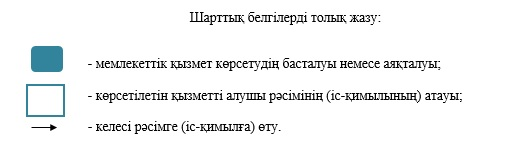 Шарттық белгілерді толық жазу:
- мемлекеттік қызмет көрсетудің басталуы немесе аяқталуы;
- көрсетілетін қызметті алушы рәсімінің (іс-қимылының) атауы;
- келесі рәсімге (іс-қимылға) өту.